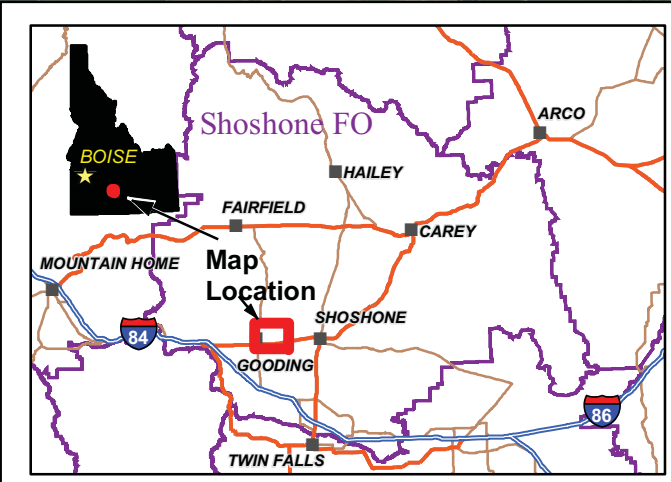 Shoshone FO
ARCO
BOISE
HAILEY
FAIRFIELD
CAREY
MOUNTAIN HOME
Map
Location
SHOSHONE
84
GOODING
86
TWIN FALLS